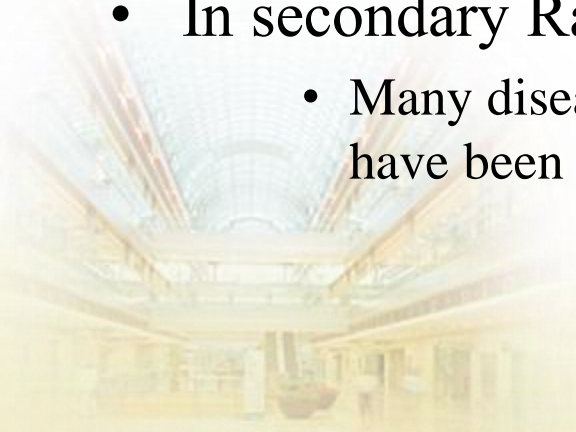 • In secondary Ra
• Many disea
have been